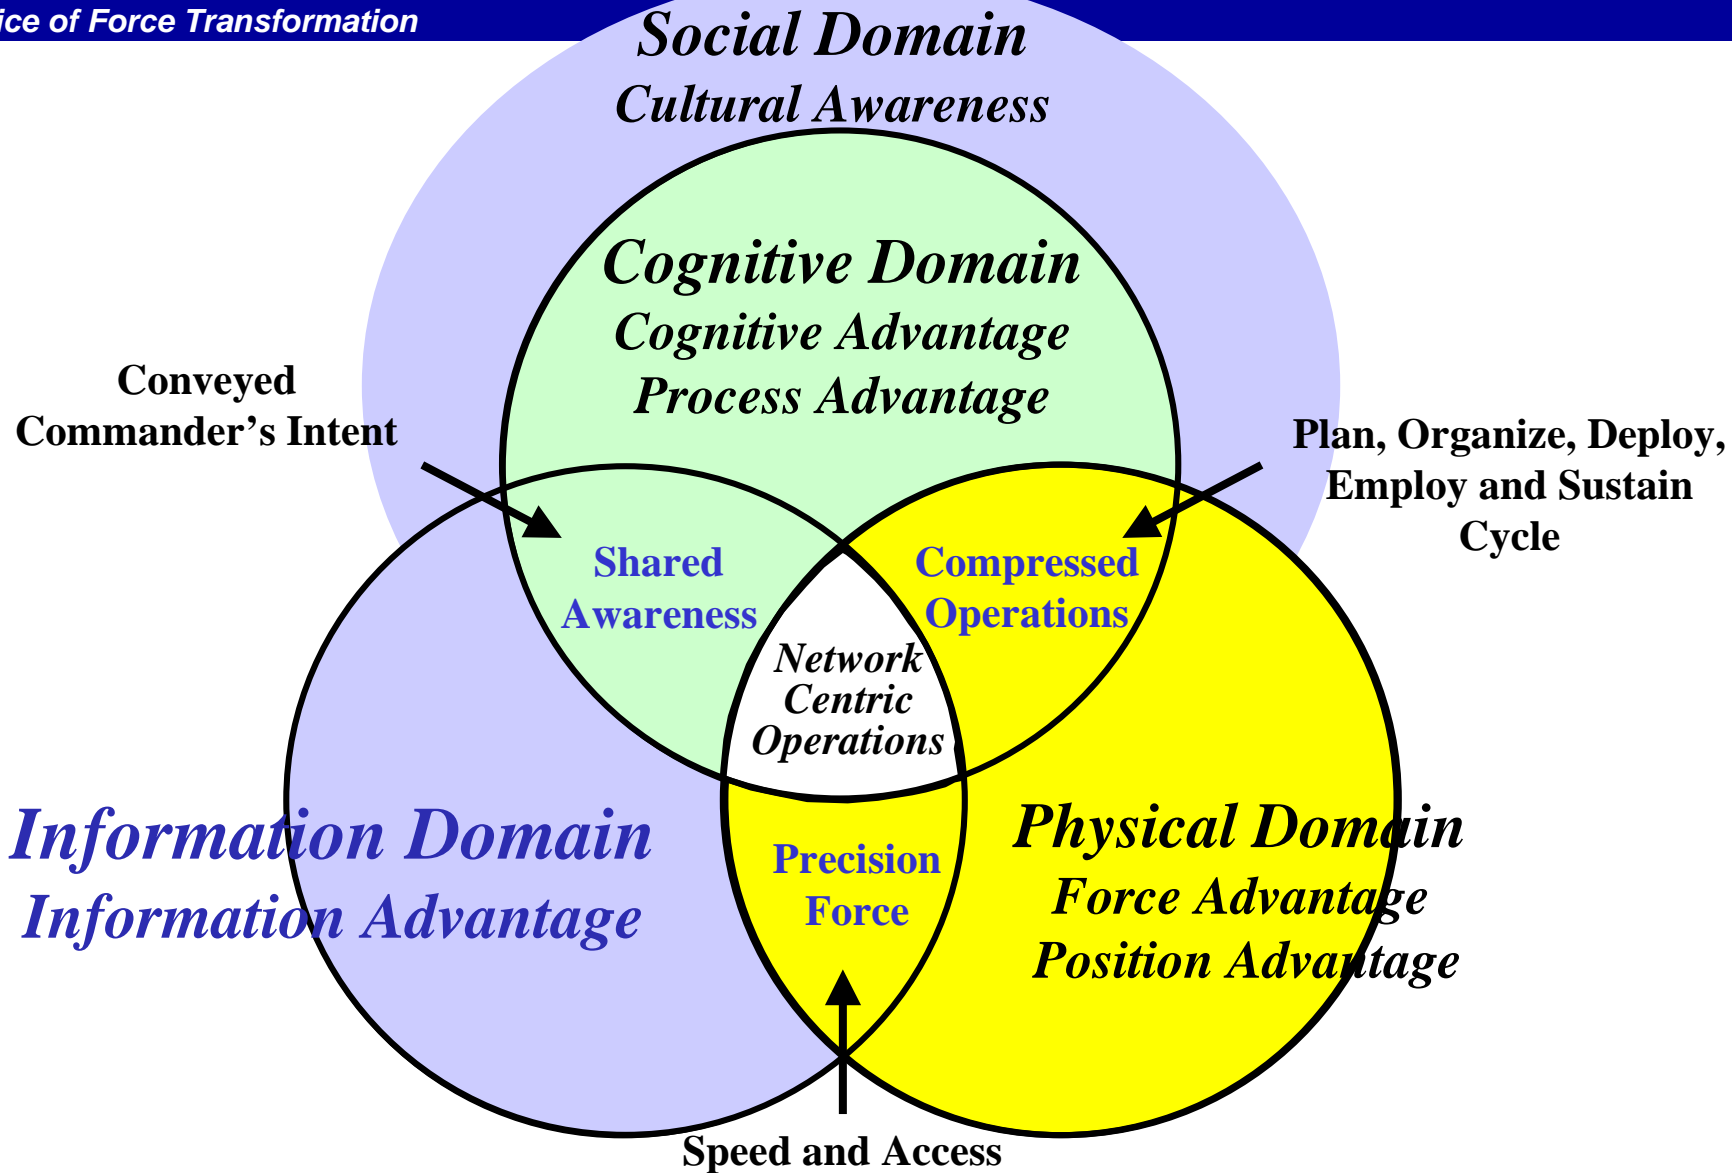 ice of Force Transformation
Social Domain
Cultural Awareness
Cognitive Domain
Cognitive Advantage
Process Advantage
Conveyed
Commander’s Intent
Plan, Organize, Deploy,
Employ and Sustain
Cycle
Shared
Awareness
Compressed
Operations
Network
Centric
Operations
Information Domain
Information Advantage
Precision
Force
Physical Domain
Force Advantage
Position Advantage
Speed and Access